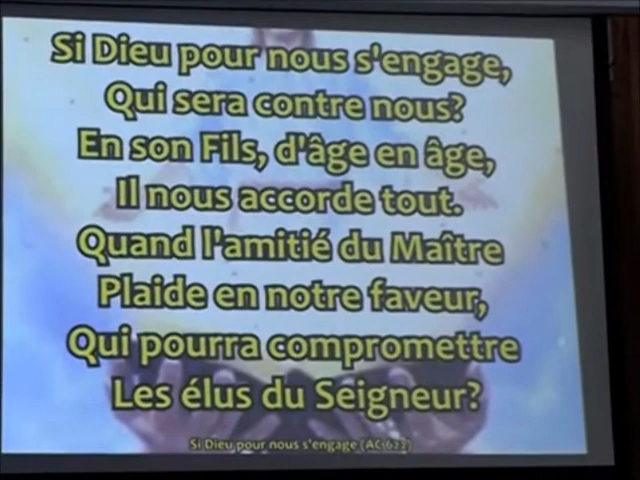 Si Dieu pour nous s'engage,
Qui sera contre nous?
En son Fils, d'âge en âge,
Il nous accorde tout.
Quand l'amitié du Maître
Plaide en notre faveur,
Qui pourra compromettre
Les élus du Seigneur?
Si Dieu pour nous s'engage (AC